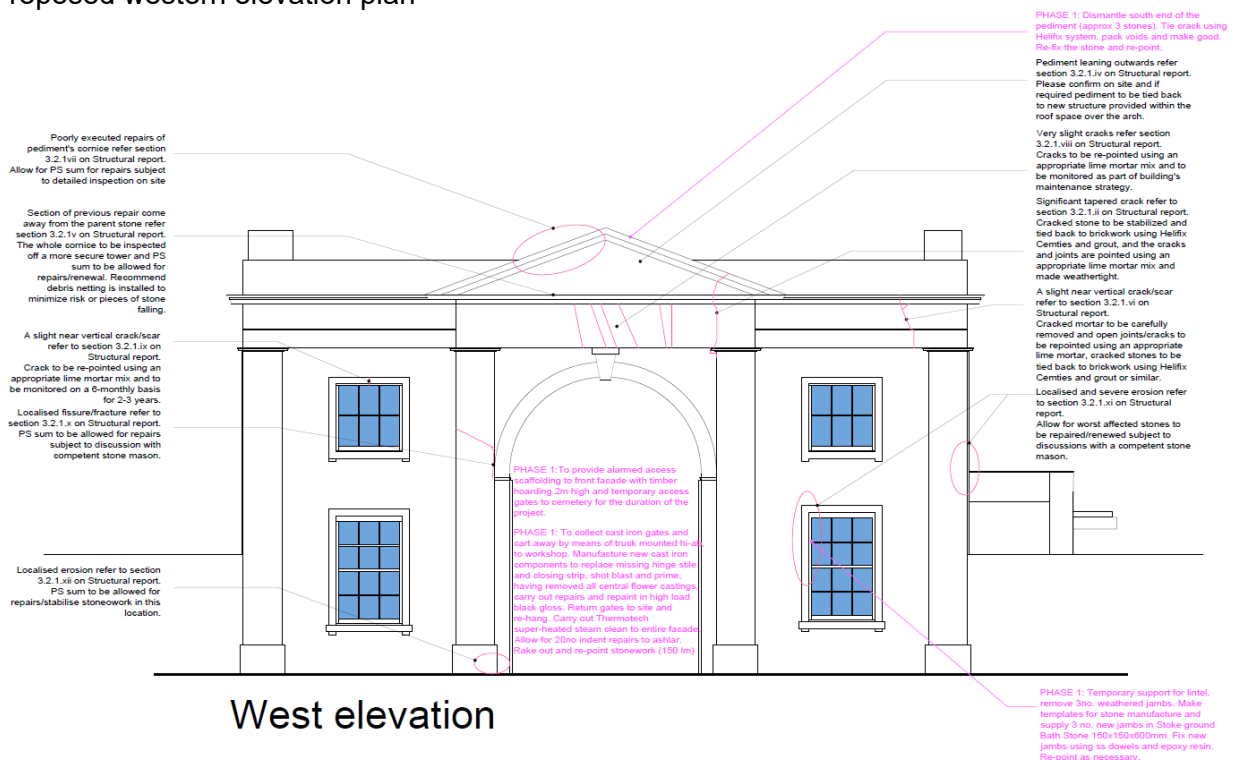 roposed western elevation plan
Poorly executed repairs of
pediment's cornice refer section
3.2.1vii on Structural report.
Allow for PS sum for repairs subject
to detailed inspection on site
Section of previous repair come
away from the parent stone refer
section 3.2.1v on Structural report.
The whole cornice to be inspected
off a more secure tower and PS
sum to be allowed for
repairs/renewal. Recommend
debris netting is installed to
minimize risk or pieces of stone
falling.
A slight near vertical crack/scar
refer to section 3.2.1.ix on
Structural report.
Crack to be re-pointed using an
appropriate lime mortar mix and to
be monitored on a 6-monthly basis
for 2-3 years.
Localised fissure/fracture refer to
section 3.2.1.x on Structural report.
PS sum to be allowed for repairs
subject to discussion with
competent stone mason.
Localised erosion refer to section
3.2.1.xii on Structural report.
PS sum to be allowed for
repairs/stabilise stoneowork in this
location.
PHASE 1:To provide alarmed access
scaffolding to front facade with timber
hoarding 2m high and temporary access
gates to cemetery for the duration of the
project.
PHASE 1: To collect cast iron gates and
cart away by means of truck mounted hi-ab,
to workshop. Manufacture new cast iron
components to replace missing hinge stile
and closing strip, shot blast and prime,
having removed all central flower castings,
carry out repairs and repaint in high load
black gloss. Return gates to site and
re-hang. Carry out Thermotech
super-heated steam clean to entire facade.
Allow for 20no indent repairs to ashlar.
Rake out and re-point stonework (150 lm)
PHASE 1: Dismantle south end of the
pediment (approx 3 stones). Tie crack using
Helifix system, pack voids and make good.
Re-fix the stone and re-point.
Pediment leaning outwards refer
section 3.2.1.iv on Structural report.
Please confirm on site and if
required pediment to be tied back
to new structure provided within the
roof space over the arch.
Very slight cracks refer section
3.2.1.viii on Structural report.
Cracks to be re-pointed using an
appropriate lime mortar mix and to
be monitored as part of building's
maintenance strategy.
Significant tapered crack refer to
section 3.2.1.ii on Structural report.
Cracked stone to be stabilized and
tied back to brickwork using Helifix
Cemties and grout, and the cracks
and joints are pointed using an
appropriate lime mortar mix and
made weathertight.
A slight near vertical crack/scar
refer to section 3.2.1.vi on
Structural report.
Cracked mortar to be carefully
removed and open joints/cracks to
be repointed using an appropriate
lime mortar, cracked stones to be
tied back to brickwork using Helifix
Cemties and grout or similar.
Localised and severe erosion refer
to section 3.2.1.xi on Structural
report.
Allow for worst affected stones to
be repaired/renewed subject to
discussions with a competent stone
mason.
PHASE 1: Temporary support for lintel,
remove 3no. weathered jambs. Make
templates for stone manufacture and
supply 3 no. new jambs in Stoke ground
Bath Stone 150x150x600mm. Fix new
jambs using ss dowels and epoxy resin.
Re-point as necessary.
West elevation